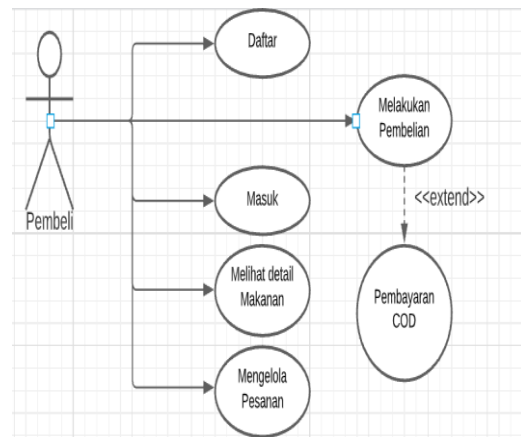 Daftar
Melakukan
Pembelian
<<extend>>
Masuk
Pembeli
Melihat detail
Makanan
Pembayaran
COD
Mengelola
Pesanan